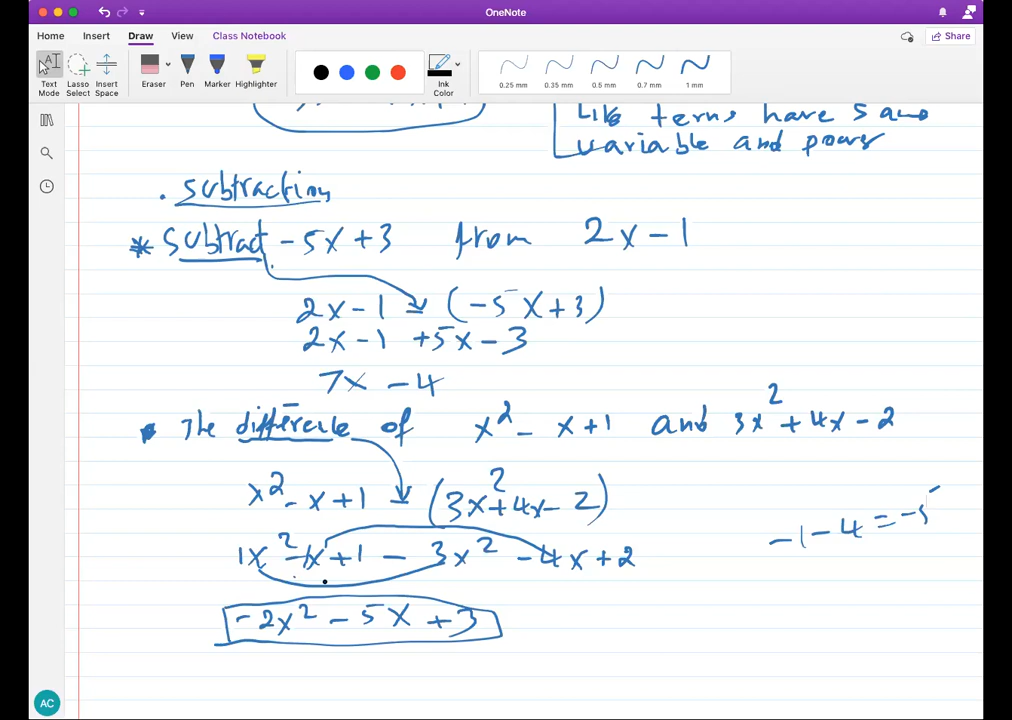 OneNote
Home Insert Draw View Class Notebook
Share
Text Mode
Lasso Select
Insert Space
Eraser
Pen
Marker
Highlighter
Ink Color
0.25 mm
0.35 mm
0.5 mm
0.7 mm
1 mm
Like terms have same
variable and power
. subtraction
* subtract -5x+3 from 2x-1
2x-1 - (-5x+3)
2x-1 +5x-3
7x -4
The difference of x² - x+1 and 3x²+4x-2
x² - x+1 - (3x²+4x-2)
-1-4=-5
1x² -1x+1 - 3x² -4x+2
-2x² -5x+3
AC